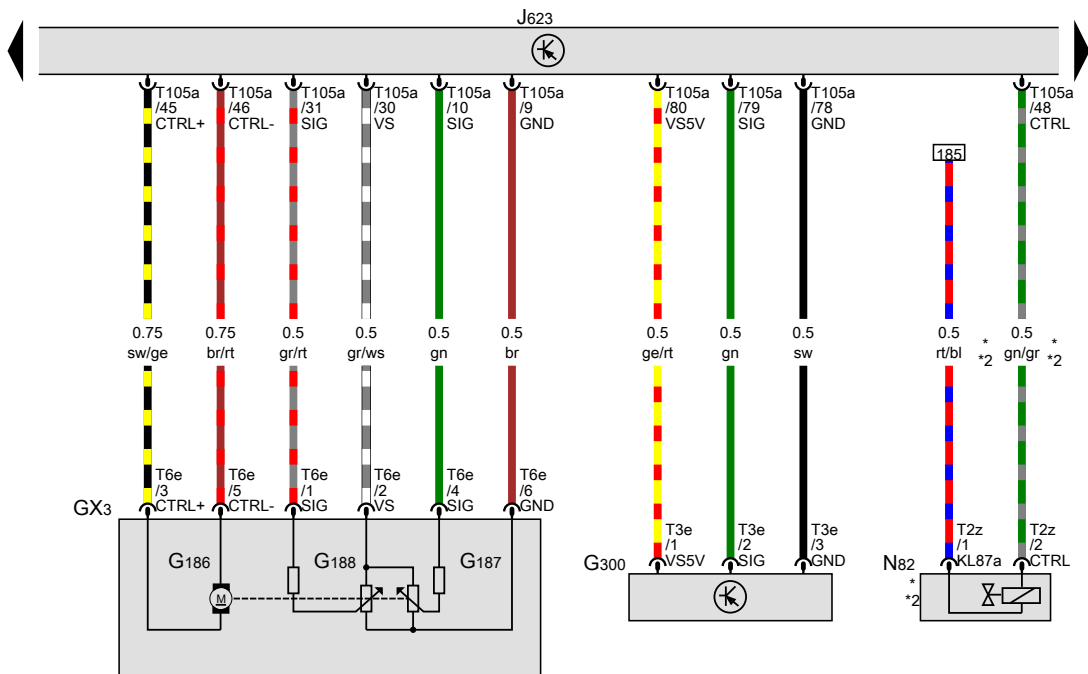 J623
T105a
/45
CTRL+
T105a
/46
CTRL-
T105a
/31
SIG
T105a
/30
VS
T105a
/10
SIG
T105a
/9
GND
T105a
/80
VS5V
T105a
/79
SIG
T105a
/78
GND
T105a
/48
CTRL
185
0.75
sw/ge
0.75
br/rt
0.5
gr/rt
0.5
gr/ws
0.5
gn
0.5
br
0.5
ge/rt
0.5
gn
0.5
sw
0.5
rt/bl
*
*2
0.5
gn/gr
*
*2
GX3
T6e
/3
CTRL+
T6e
/5
CTRL-
T6e
/1
SIG
T6e
/2
VS
T6e
/4
SIG
T6e
/6
GND
G300
T3e
/1
VS5V
T3e
/2
SIG
T3e
/3
GND
N82
*
*2
T2z
/1
KL87a
T2z
/2
CTRL
G186
G188
G187
M